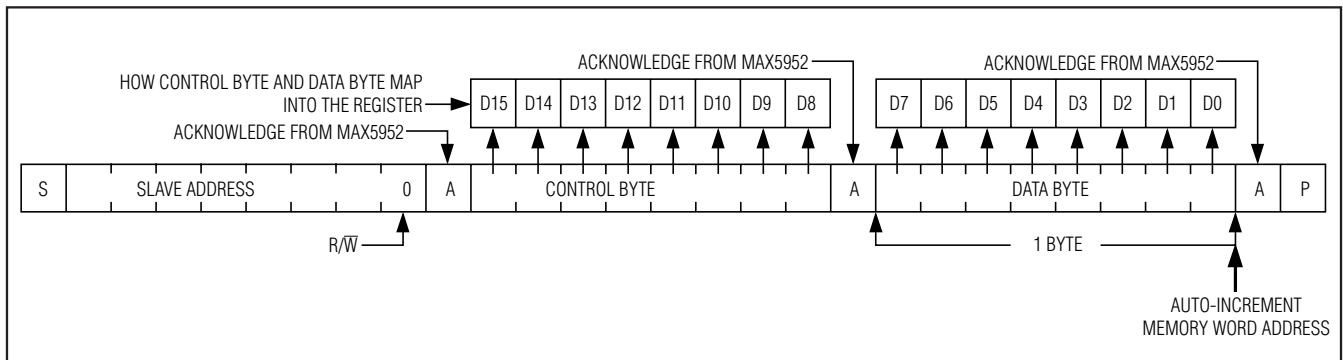 ACKNOWLEDGE FROM MAX5952
ACKNOWLEDGE FROM MAX5952
HOW CONTROL BYTE AND DATA BYTE MAP
INTO THE REGISTER
D15 D14 D13 D12 D11 D10 D9 D8
D7 D6 D5 D4 D3 D2 D1 D0
ACKNOWLEDGE FROM MAX5952
S SLAVE ADDRESS 0 A CONTROL BYTE A DATA BYTE A P
R/W̅
1 BYTE
AUTO-INCREMENT
MEMORY WORD ADDRESS